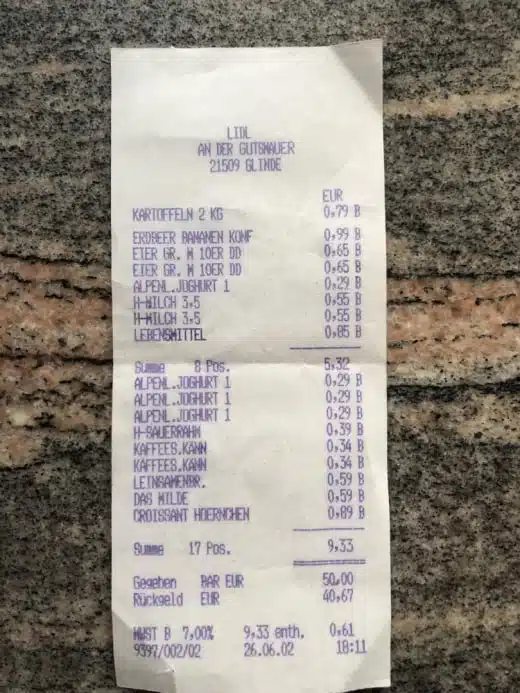 LIDL
AN DER GUTSMAUER
21509 GLINDE
EUR
KARTOFFELN 2 KG 0,79 B
ERDBEER BANANEN KONF 0,99 B
EIER GR. M 10ER DD 0,65 B
EIER GR. M 10ER DD 0,65 B
ALPENL.JOGHURT 1 0,29 B
H-MILCH 3,5 0,55 B
H-MILCH 3,5 0,55 B
LEBENSMITTEL 0,85 B
Summe 8 Pos. 5,32
ALPENL.JOGHURT 1 0,29 B
ALPENL.JOGHURT 1 0,29 B
ALPENL.JOGHURT 1 0,29 B
H-SAUERRAHM 0,39 B
KAFFEES.KANN 0,34 B
KAFFEES.KANN 0,34 B
LEINSAMENBR. 0,59 B
DAS MILDE 0,59 B
CROISSANT HOERNCHEN 0,89 B
Summe 17 Pos. 9,33
Gegeben BAR EUR 50,00
Rückgeld EUR 40,67
MWST B 7,00% 9,33 enth. 0,61
9397/002/02 26.06.02 18:11